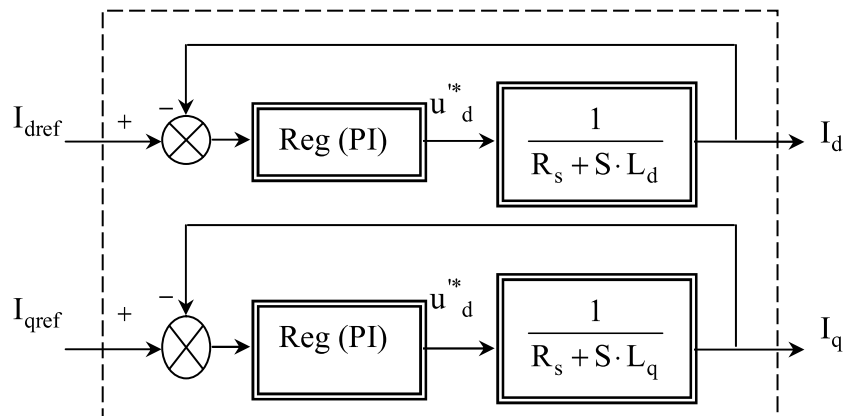 I_dref + − Reg (PI) u'*_d 1 / (R_s + S · L_d) I_d
I_qref + − Reg (PI) u'*_d 1 / (R_s + S · L_q) I_q